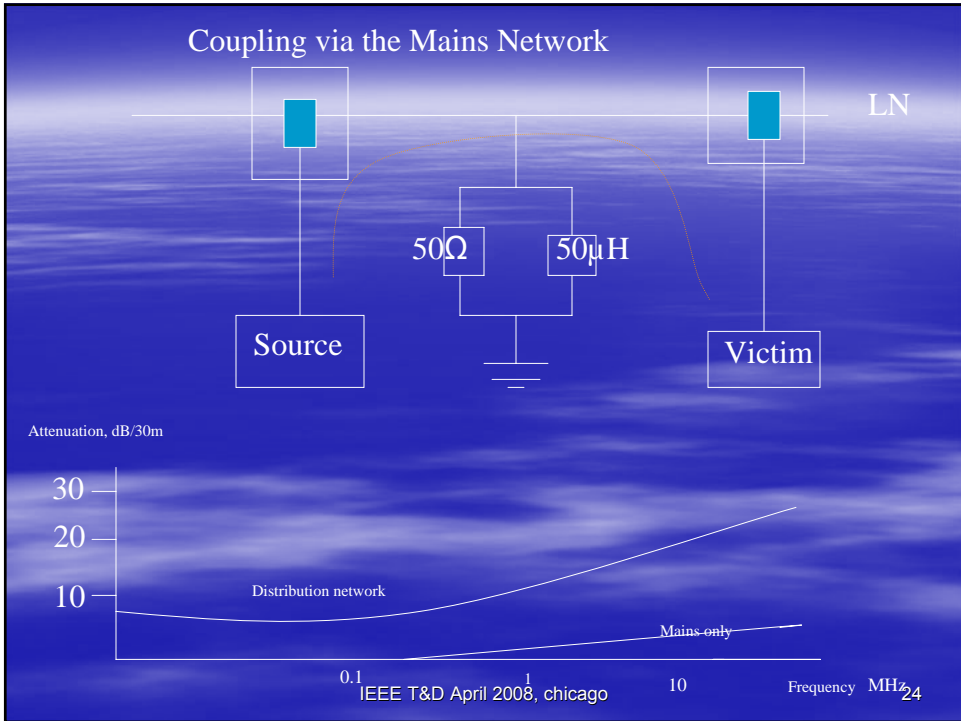 Coupling via the Mains Network
LN
50Ω
50µH
Source
Victim
Attenuation, dB/30m
30
20
10
Distribution network
Mains only
0.1
1
10
Frequency
MHz
IEEE T&D April 2008, chicago
24